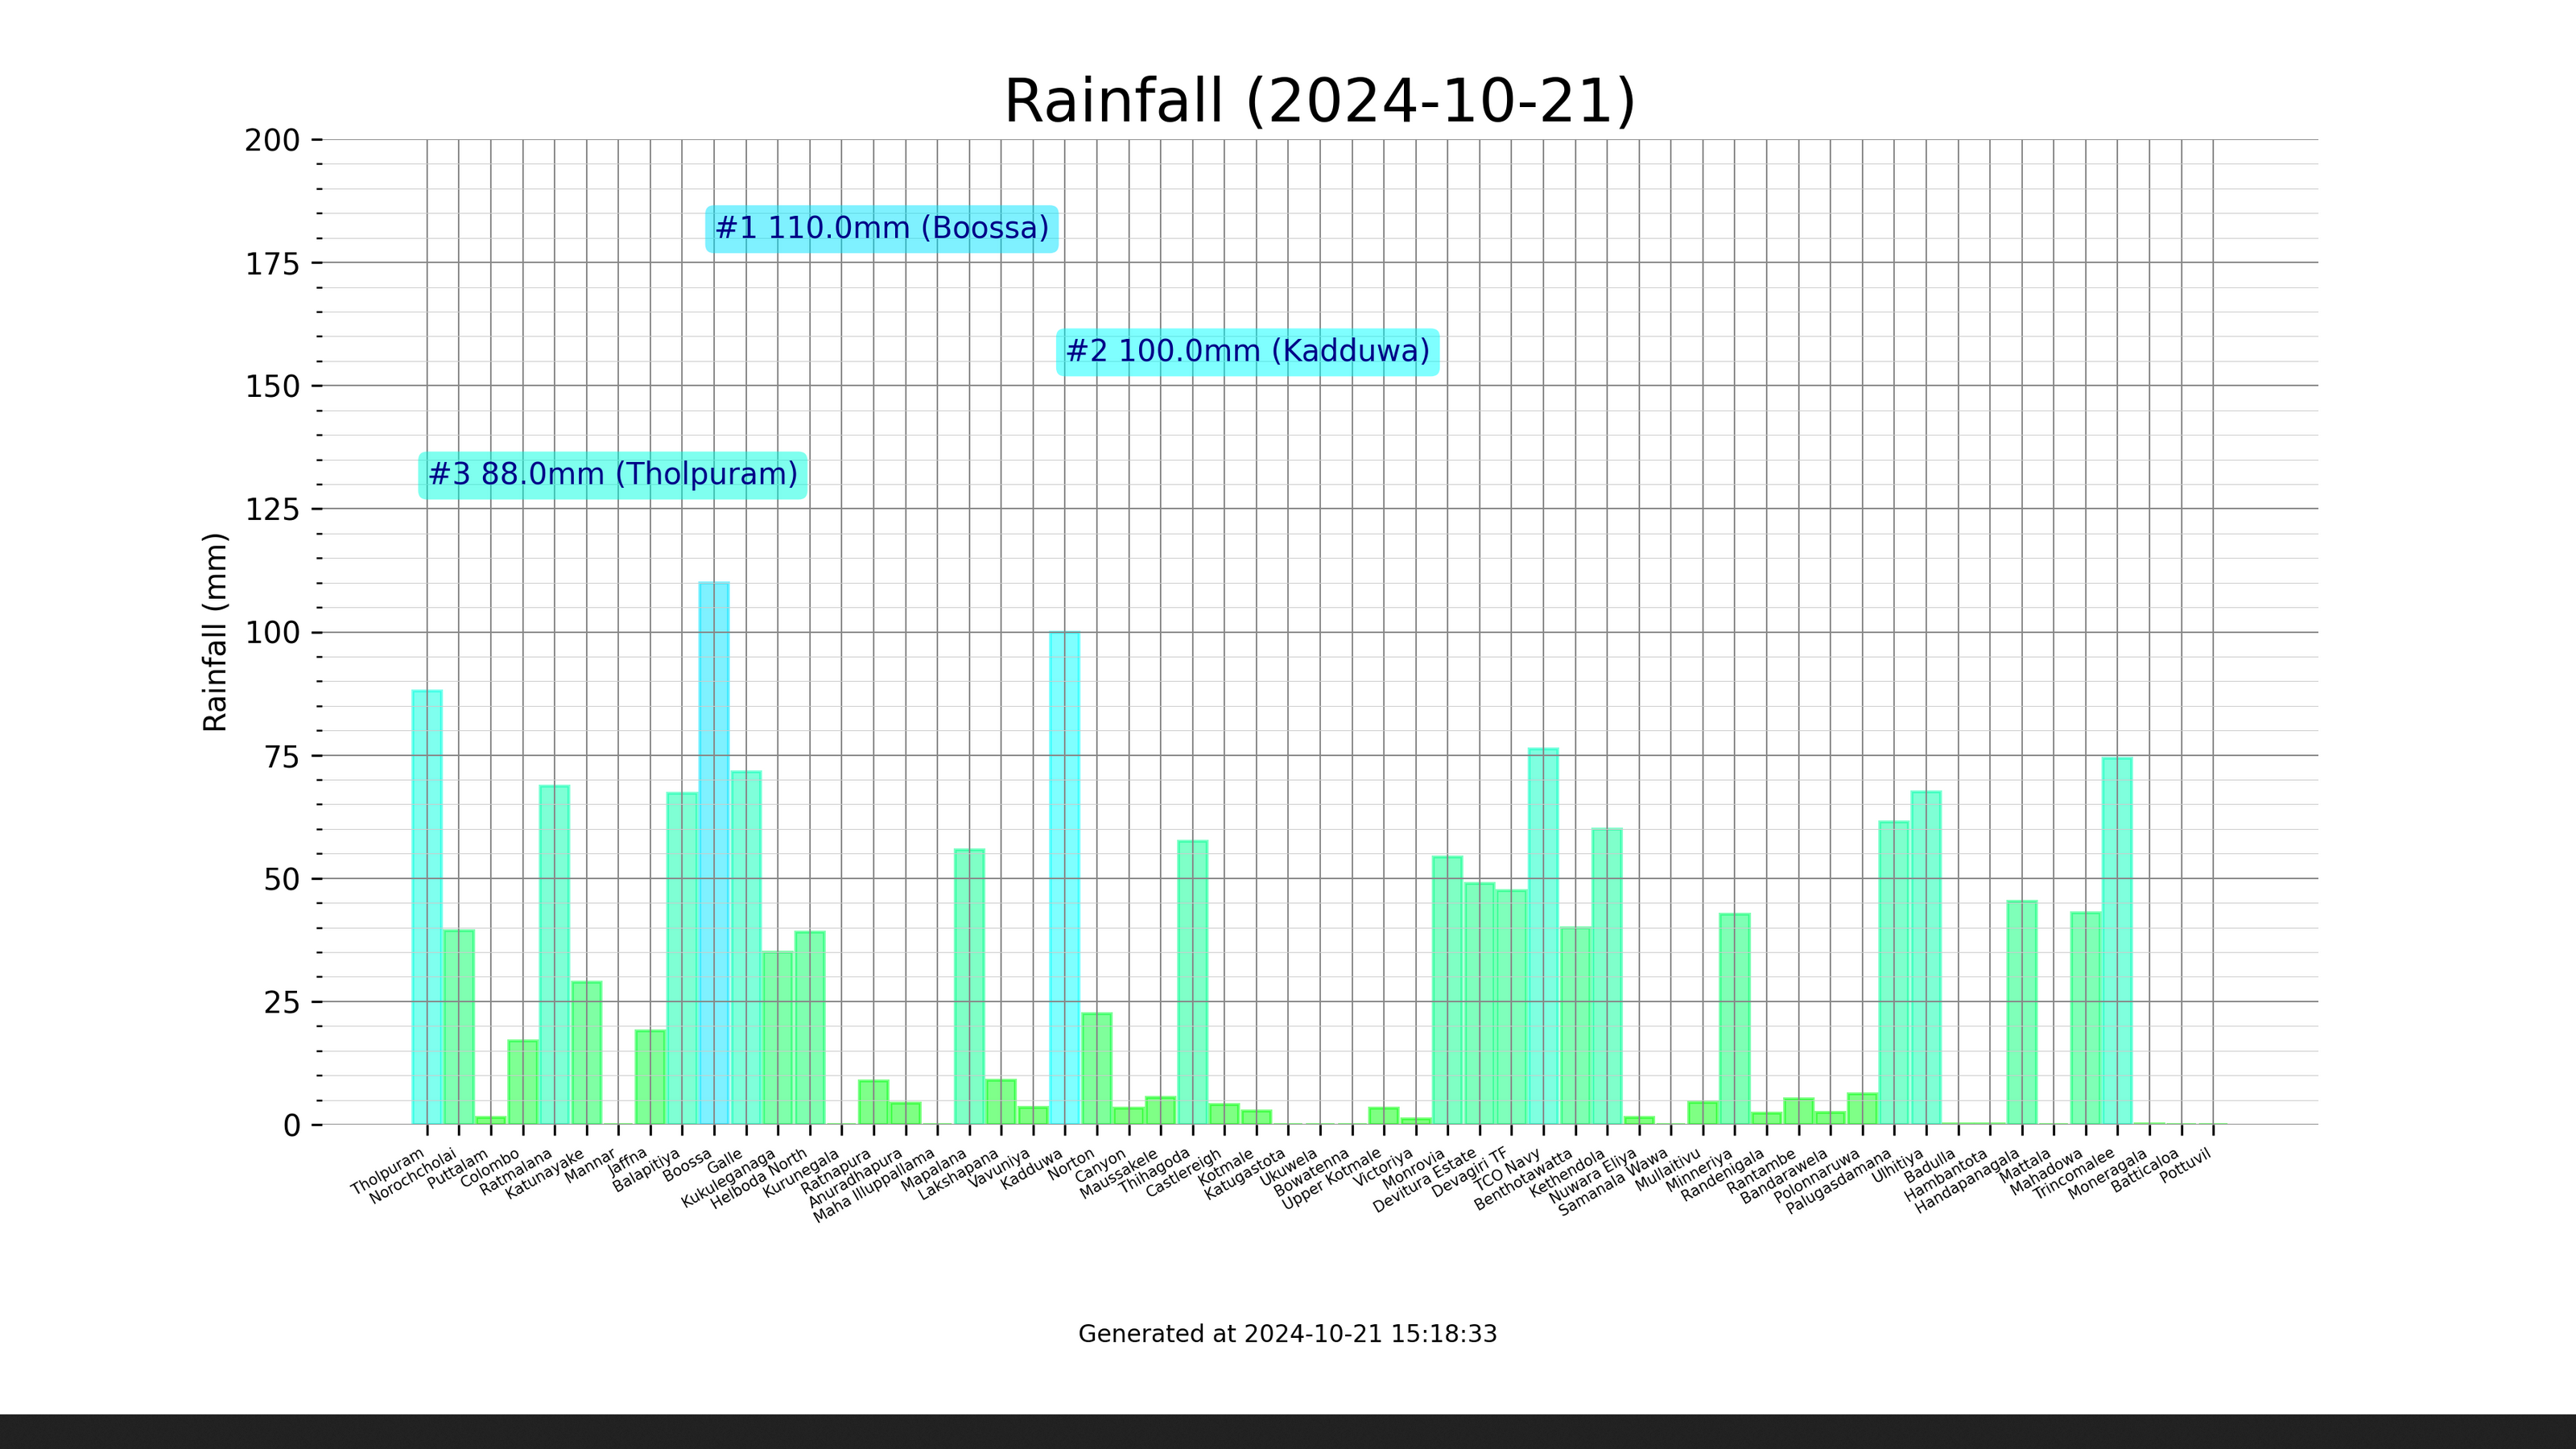 Rainfall (2024-10-21)
Rainfall (mm)
200
175
150
125
100
75
50
25
0
#1 110.0mm (Boossa)
#2 100.0mm (Kadduwa)
#3 88.0mm (Tholpuram)
Tholpuram
Norochcholai
Puttalam
Colombo
Ratmalana
Katunayake
Mannar
Jaffna
Balapitiya
Boossa
Galle
Kukuleganaga
Helboda North
Kurunegala
Ratnapura
Anuradhapura
Maha Illuppallama
Mapalana
Lakshapana
Vavuniya
Kadduwa
Norton
Canyon
Maussakele
Thihagoda
Castlereigh
Kotmale
Katugastota
Ukuwela
Bowatenna
Upper Kotmale
Victoriya
Monrovia
Devitura Estate
Devagiri TF
TCO Navy
Benthotawatta
Kethendola
Nuwara Eliya
Samanala Wawa
Mullaitivu
Minneriya
Randenigala
Rantambe
Bandarawela
Polonnaruwa
Palugasdamana
Ulhitiya
Badulla
Hambantota
Handapanagala
Mattala
Mahadowa
Trincomalee
Moneragala
Batticaloa
Pottuvil
Generated at 2024-10-21 15:18:33